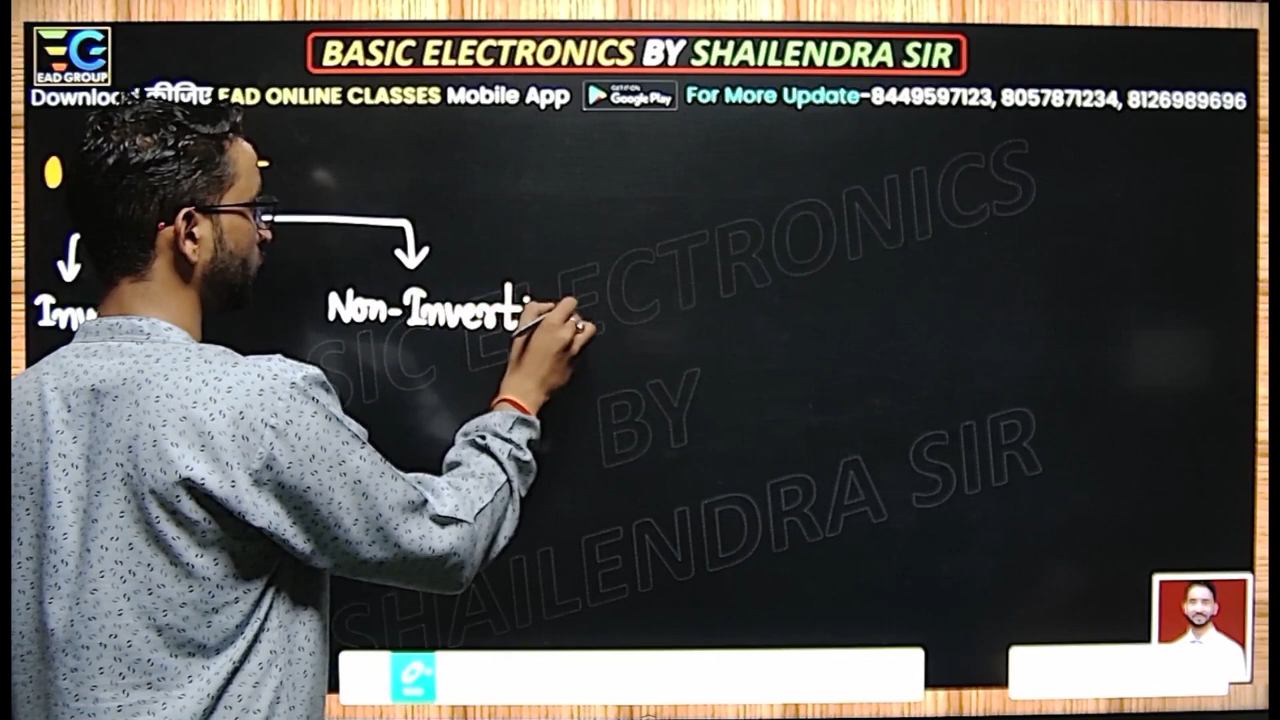 EAD GROUP
BASIC ELECTRONICS BY SHAILENDRA SIR
Download कीजिए EAD ONLINE CLASSES Mobile App GET IT ON Google Play For More Update-8449597123, 8057871234, 8126989696
Non-Invert
BASIC ELECTRONICS
BY
SHAILENDRA SIR